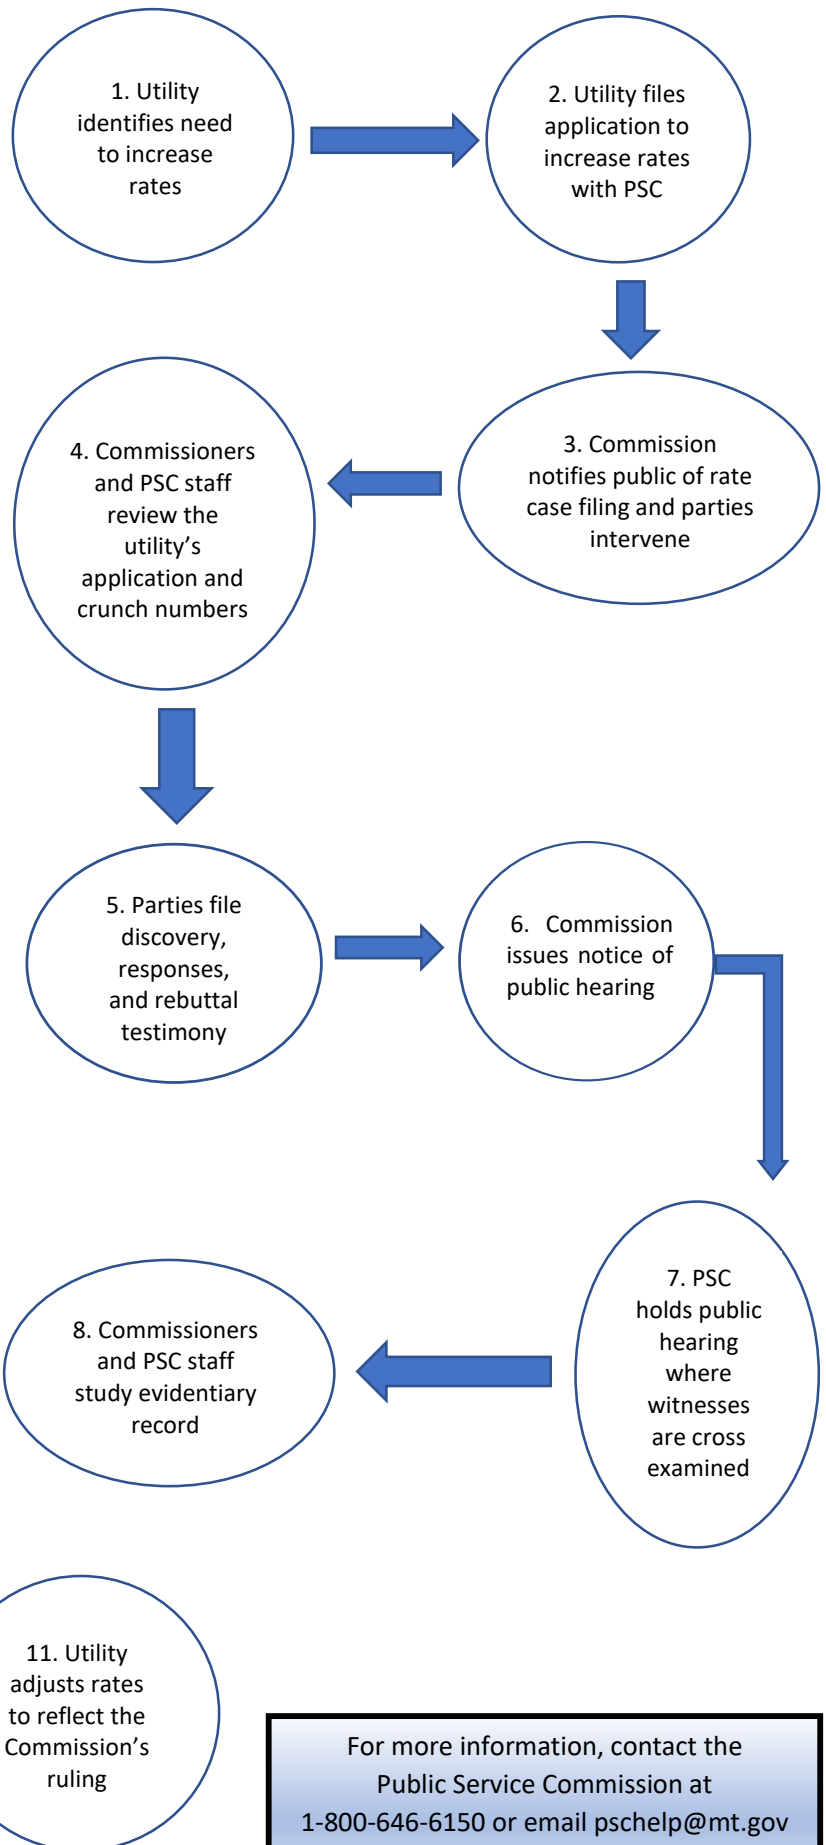 1. Utility
identifies need
to increase
rates
2. Utility files
application to
increase rates
with PSC
3. Commission
notifies public of rate
case filing and parties
intervene
4. Commissioners
and PSC staff
review the
utility’s
application and
crunch numbers
5. Parties file
discovery,
responses,
and rebuttal
testimony
6. Commission
issues notice of
public hearing
7. PSC
holds public
hearing
where
witnesses
are cross
examined
8. Commissioners
and PSC staff
study evidentiary
record
11. Utility
adjusts rates
to reflect the
Commission’s
ruling
For more information, contact the
Public Service Commission at
1-800-646-6150 or email pschelp@mt.gov